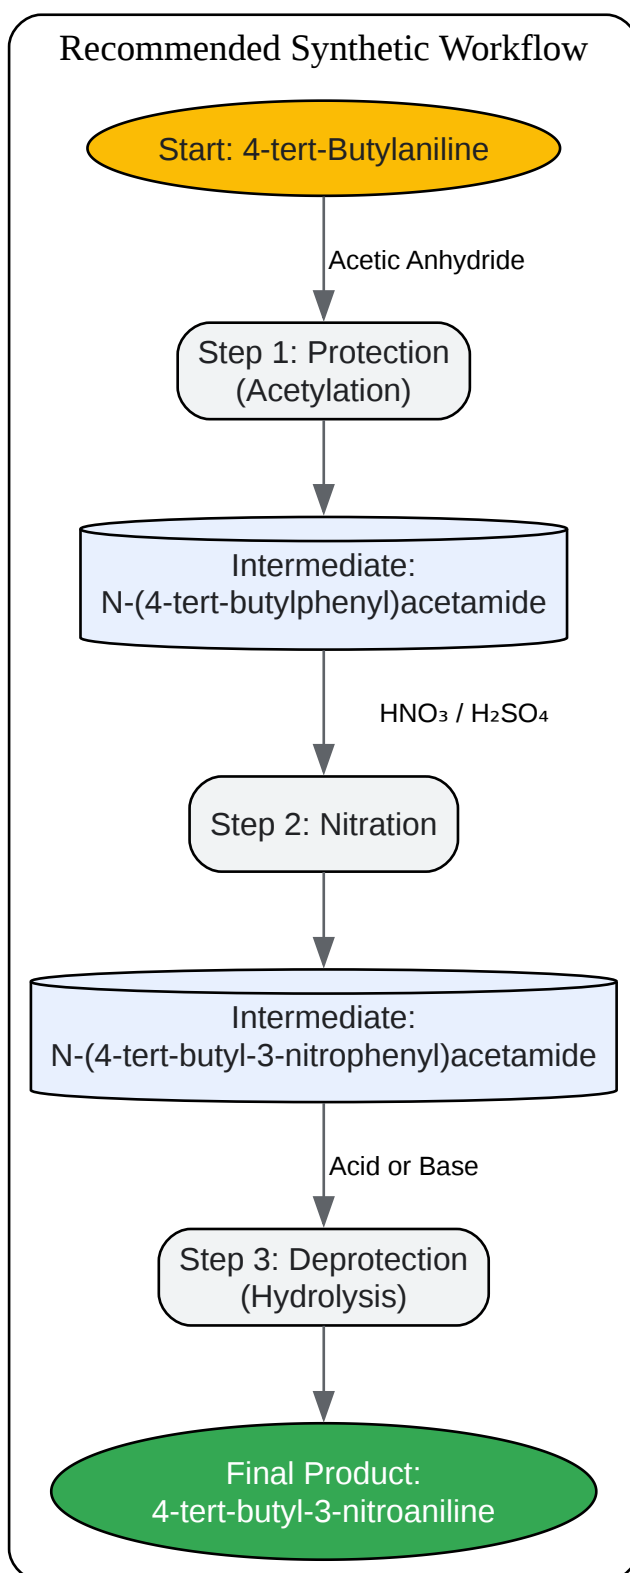 Recommended Synthetic Workflow
Start: 4-tert-Butylaniline
Acetic Anhydride
Step 1: Protection
(Acetylation)
Intermediate:
N-(4-tert-butylphenyl)acetamide
HNO₃ / H₂SO₄
Step 2: Nitration
Intermediate:
N-(4-tert-butyl-3-nitrophenyl)acetamide
Acid or Base
Step 3: Deprotection
(Hydrolysis)
Final Product:
4-tert-butyl-3-nitroaniline